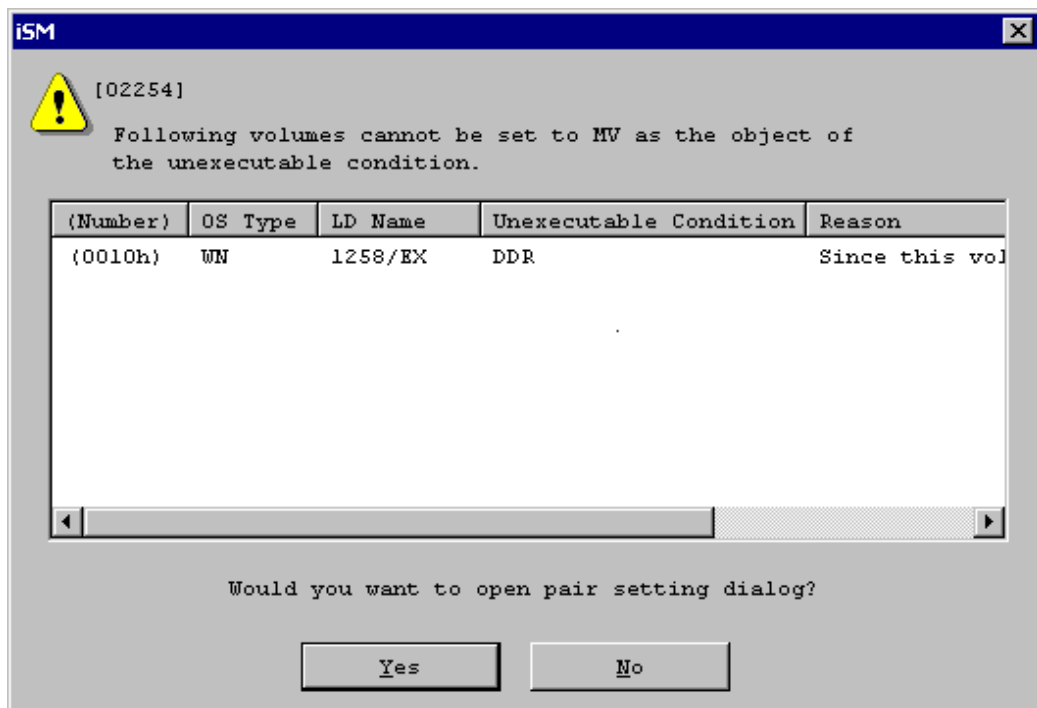 iSM
[02254]
Following volumes cannot be set to MV as the object of
the unexecutable condition.
(Number) OS Type LD Name Unexecutable Condition Reason
(0010h) WN 1258/EX DDR Since this vol
Would you want to open pair setting dialog?
Yes No